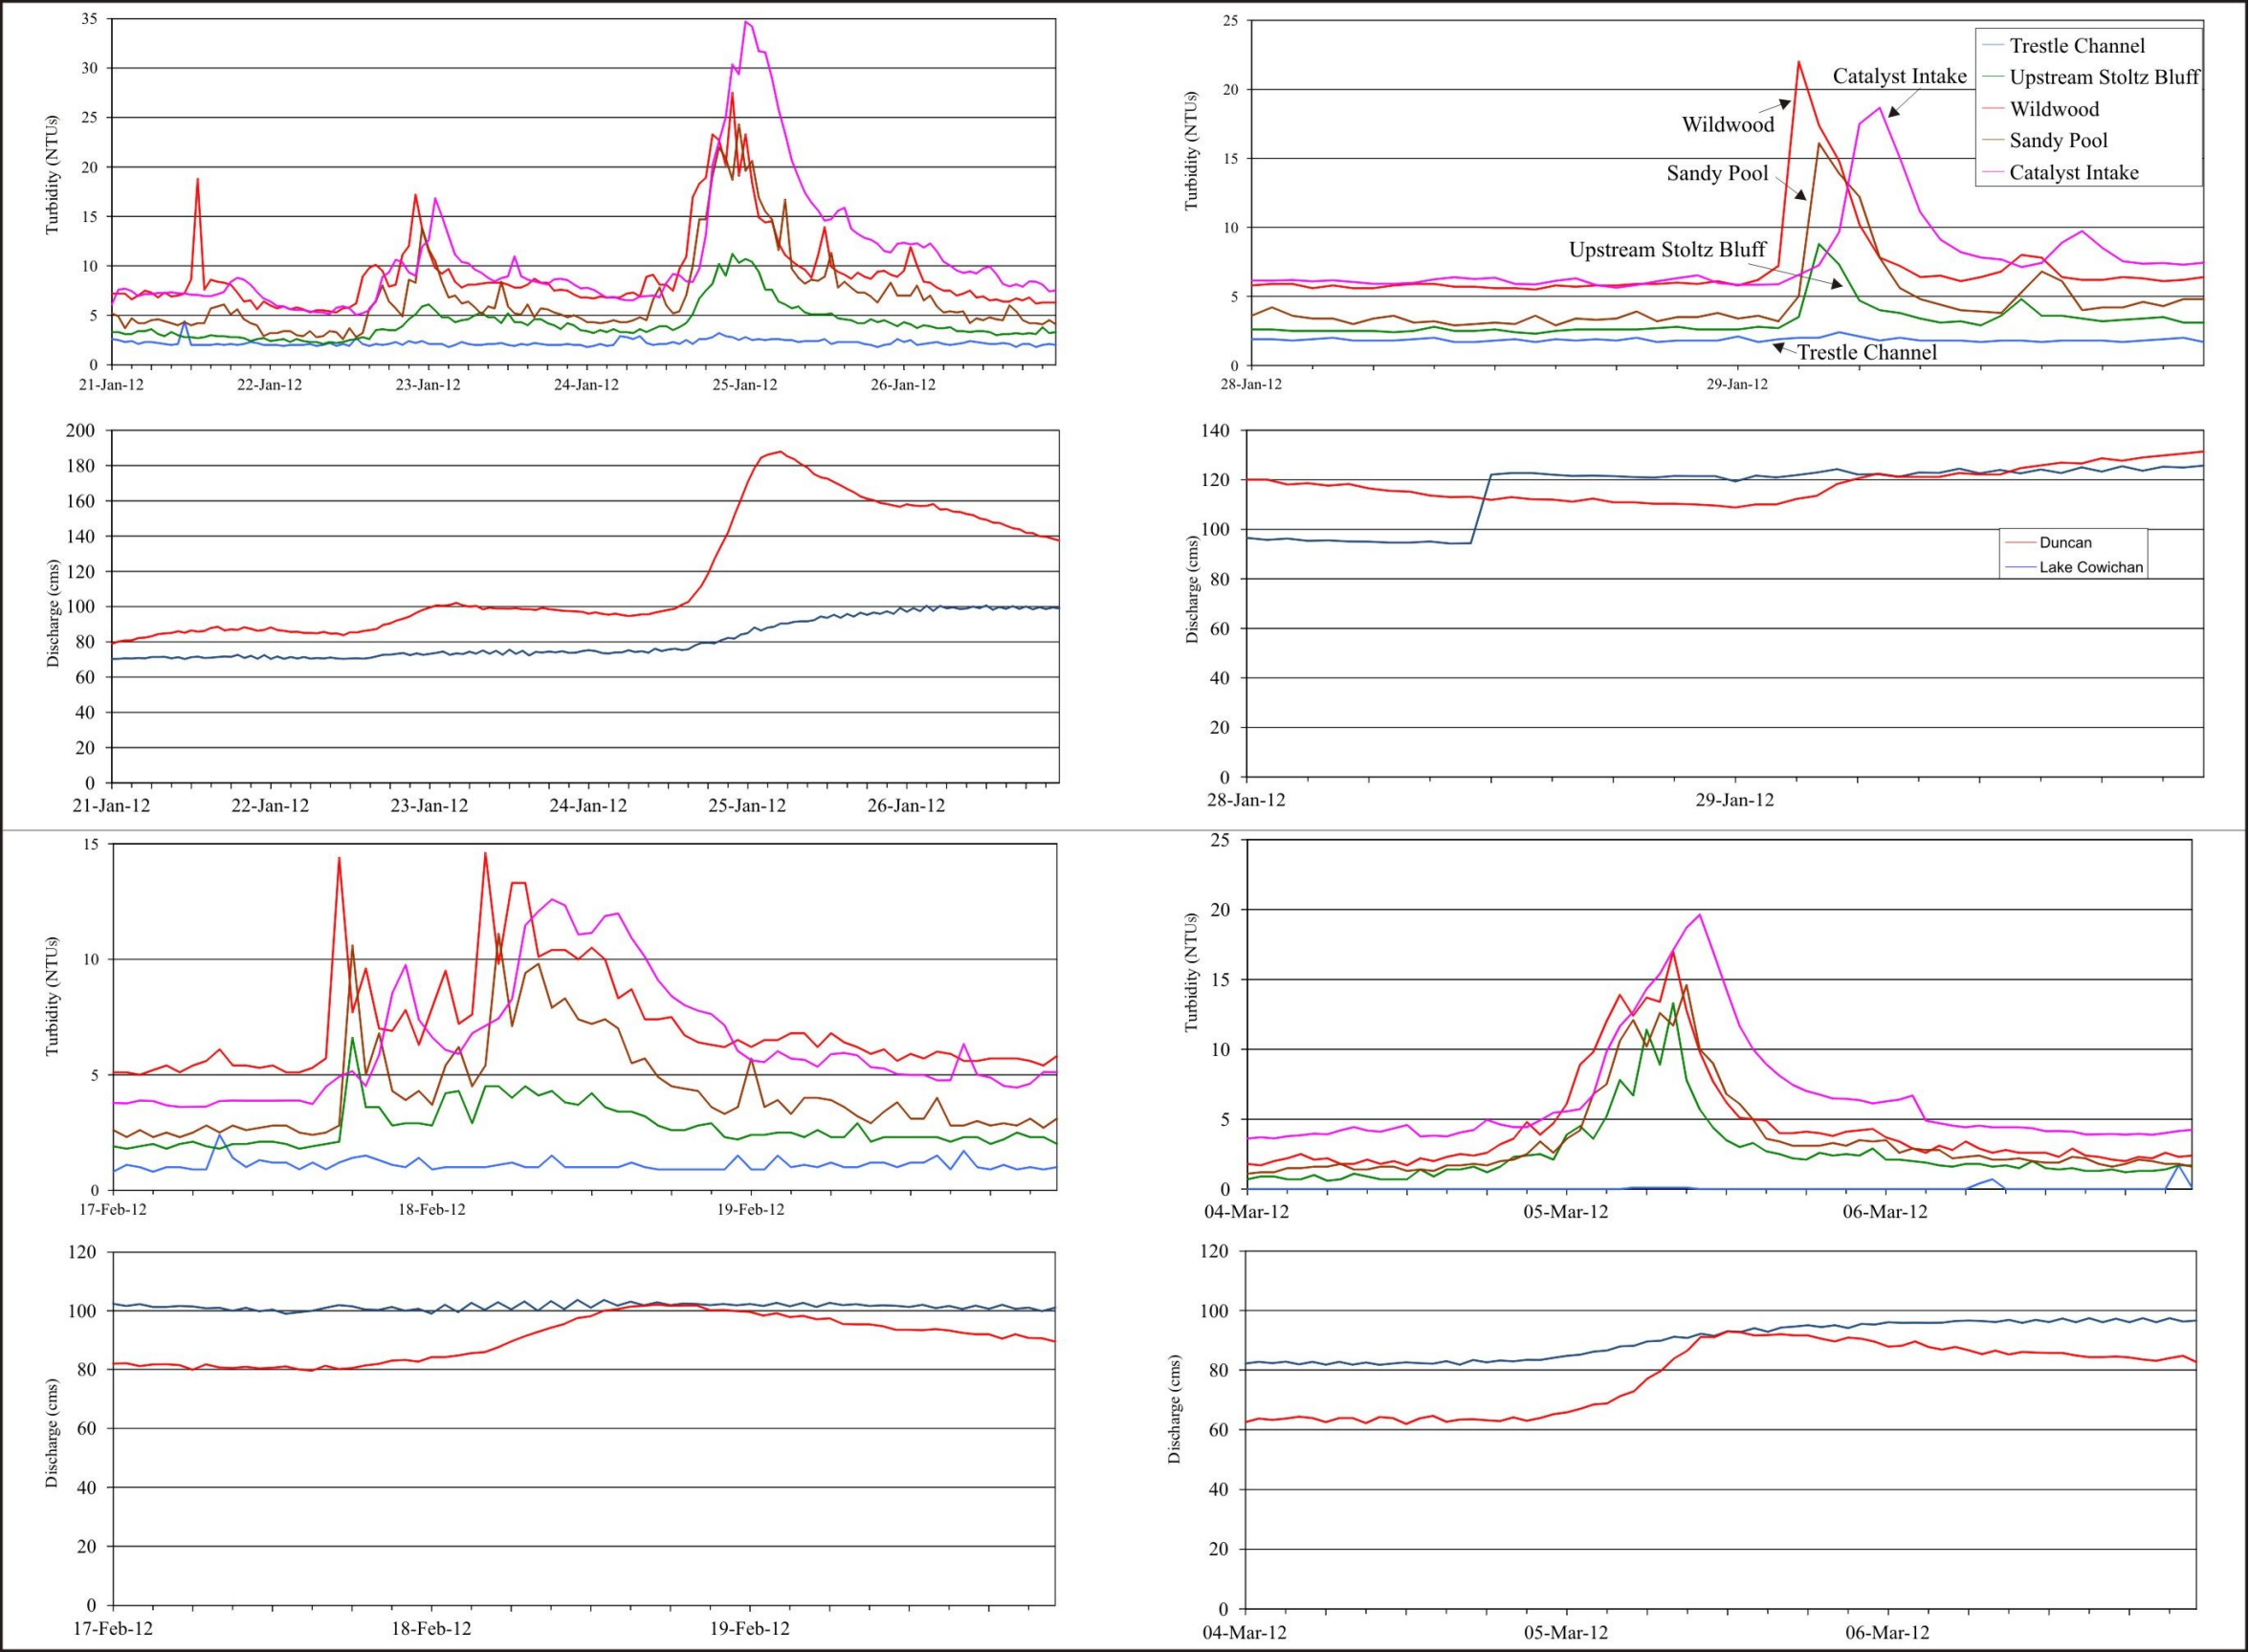 35
30
25
20
15
10
5
0
Turbidity (NTUs)
21-Jan-12 22-Jan-12 23-Jan-12 24-Jan-12 25-Jan-12 26-Jan-12
25
20
15
10
5
0
Turbidity (NTUs)
28-Jan-12 29-Jan-12
Wildwood
Sandy Pool
Upstream Stoltz Bluff
Catalyst Intake
Trestle Channel
Trestle Channel
Upstream Stoltz Bluff
Wildwood
Sandy Pool
Catalyst Intake
200
180
160
140
120
100
80
60
40
20
0
Discharge (cms)
21-Jan-12 22-Jan-12 23-Jan-12 24-Jan-12 25-Jan-12 26-Jan-12
140
120
100
80
60
40
20
0
Discharge (cms)
Duncan
Lake Cowichan
28-Jan-12 29-Jan-12
15
10
5
0
Turbidity (NTUs)
17-Feb-12 18-Feb-12 19-Feb-12
25
20
15
10
5
0
Turbidity (NTUs)
04-Mar-12 05-Mar-12 06-Mar-12
120
100
80
60
40
20
0
Discharge (cms)
17-Feb-12 18-Feb-12 19-Feb-12
120
100
80
60
40
20
0
Discharge (cms)
04-Mar-12 05-Mar-12 06-Mar-12